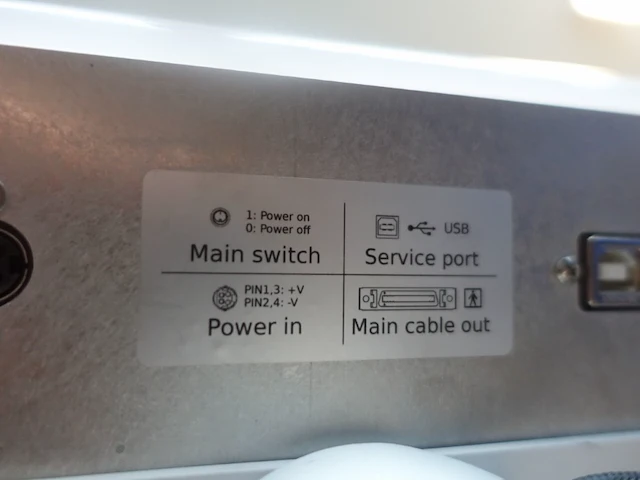 1: Power on
0: Power off
Main switch
USB
Service port
PIN1,3: +V
PIN2,4: -V
Power in
Main cable out